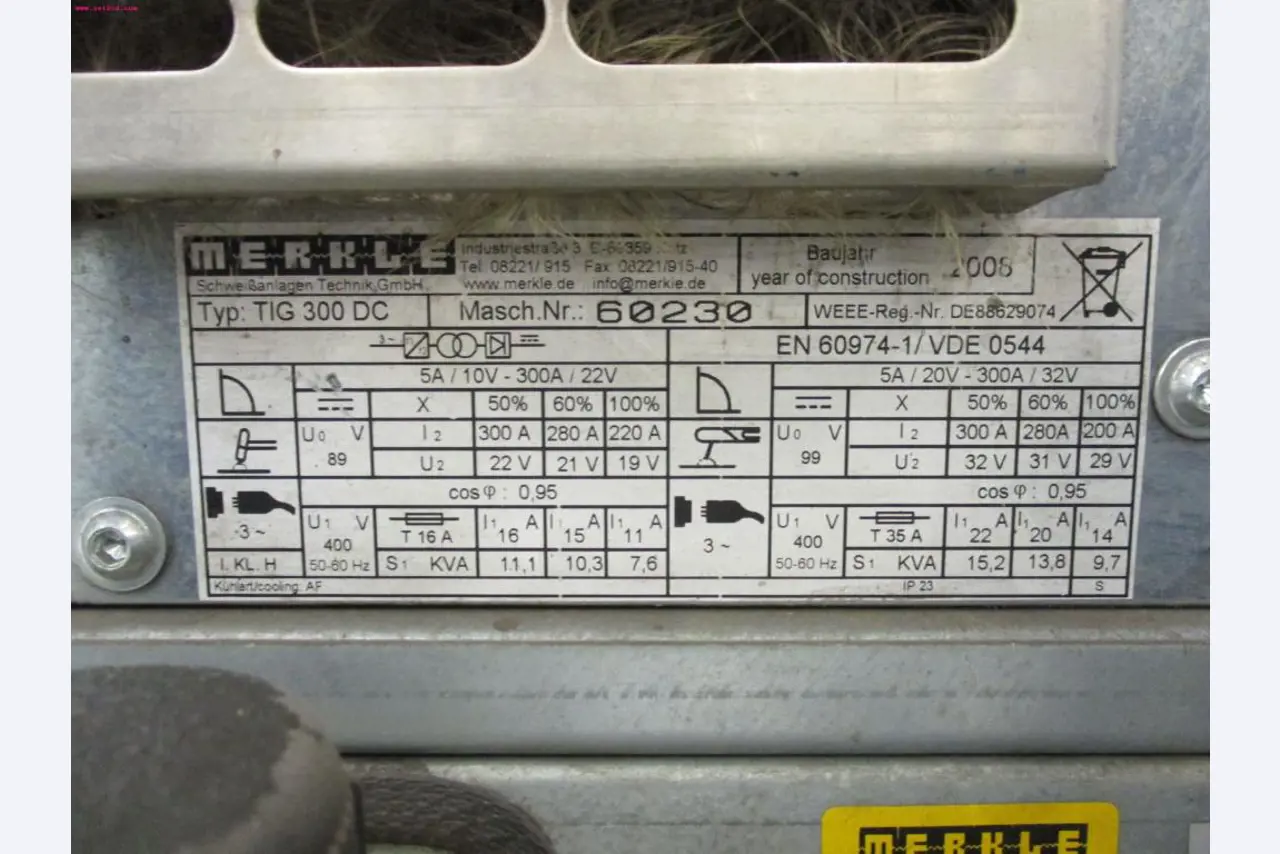 MERKLE
Schweißanlagen Technik GmbH
Industriestraße 3
Tel. 08221/ 915 Fax. 08221/915-40
www.merkle.de info@merkle.de
Baujahr
year of construction 2008
Typ: TIG 300 DC
Masch.Nr.: 60230
WEEE-Reg.-Nr. DE88629074
3~
EN 60974-1/ VDE 0544
5A / 10V - 300A / 22V
X 50% 60% 100%
U0 V 89
I2 300 A 280 A 220 A
U2 22 V 21 V 19 V
5A / 20V - 300A / 32V
X 50% 60% 100%
U0 V 99
I2 300 A 280A 200 A
U2 32 V 31 V 29 V
3 ~
I. KL. H
cos φ : 0,95
U1 V 400 50-60 Hz
T 16 A
I1 A 16 I1 A 15 I1 A 11
S1 KVA 11,1 10,3 7,6
3 ~
cos φ : 0,95
U1 V 400 50-60 Hz
T 35 A
I1 A 22 I1 A 20 I1 A 14
S1 KVA 15,2 13,8 9,7
Kühlart/cooling: AF
IP 23
S
MERKLE